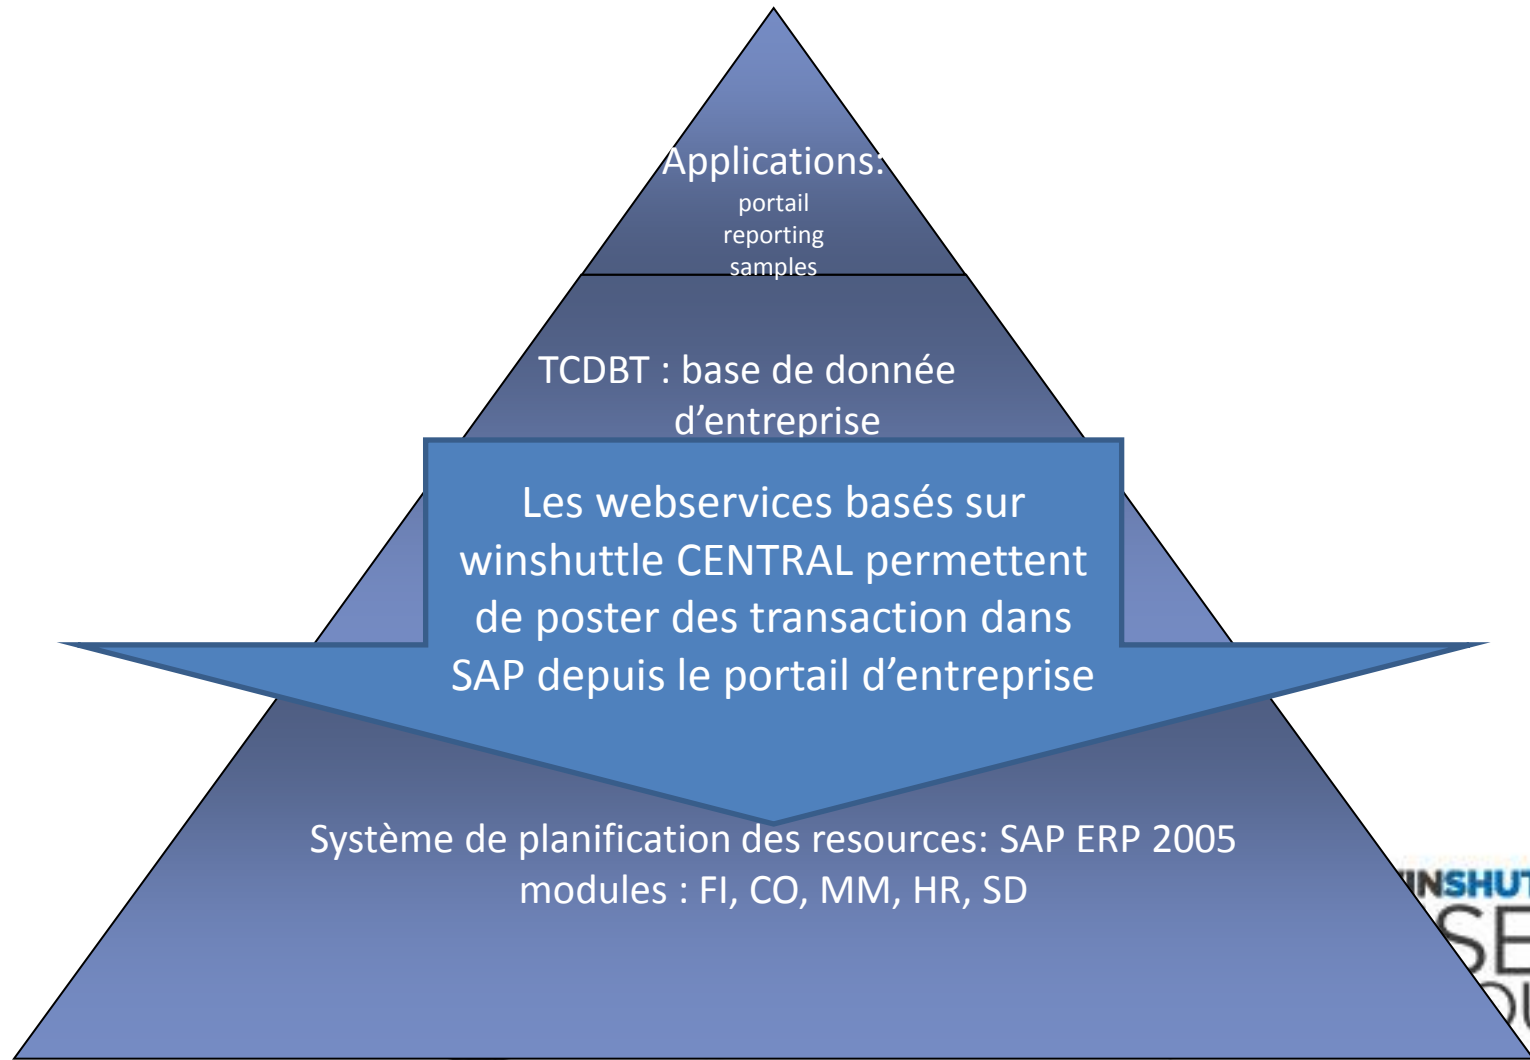 Applications:
portail
reporting
samples
TCDBT : base de donnée
d’entreprise
Les webservices basés sur
winshuttle CENTRAL permettent
de poster des transaction dans
SAP depuis le portail d’entreprise
Système de planification des resources: SAP ERP 2005
modules : FI, CO, MM, HR, SD